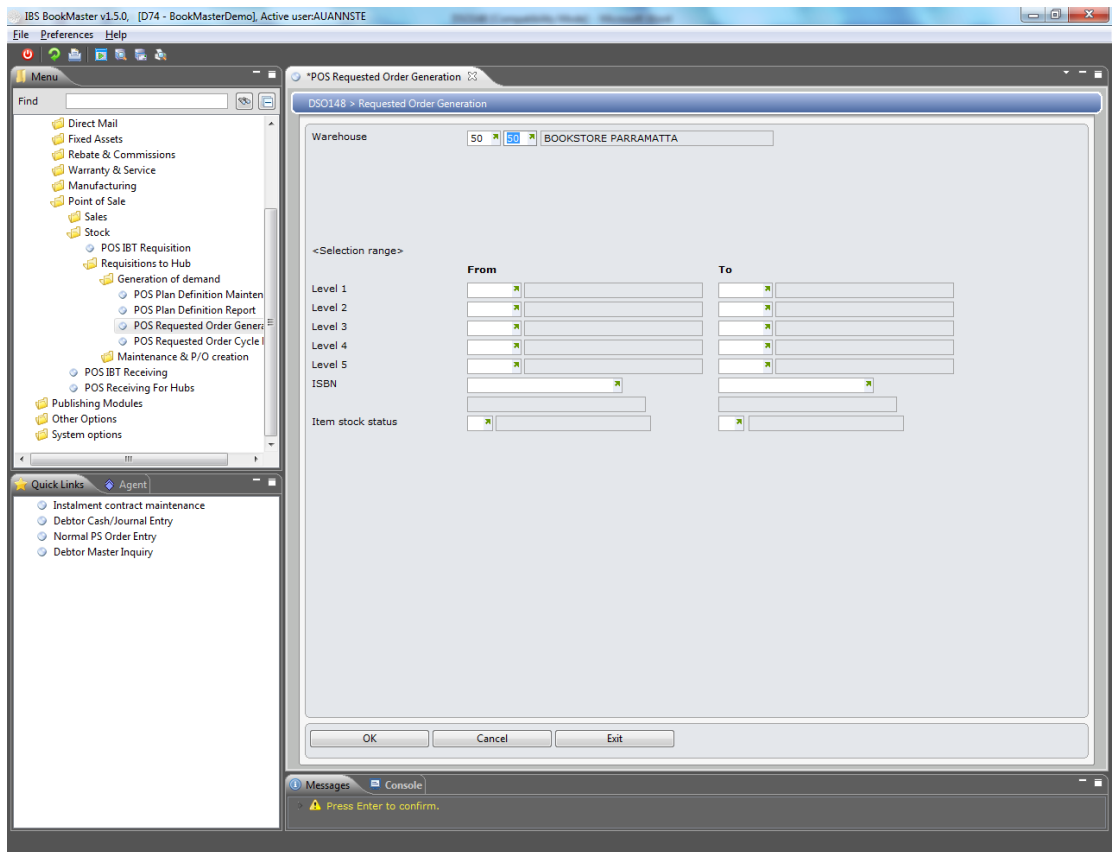 IBS BookMaster v1.5.0, [D74 - BookMasterDemo], Active user:AUANNSTE
File Preferences Help
Menu
Find
Direct Mail
Fixed Assets
Rebate & Commissions
Warranty & Service
Manufacturing
Point of Sale
Sales
Stock
POS IBT Requisition
Requisitions to Hub
Generation of demand
POS Plan Definition Mainten
POS Plan Definition Report
POS Requested Order Genera
POS Requested Order Cycle
Maintenance & P/O creation
POS IBT Receiving
POS Receiving For Hubs
Publishing Modules
Other Options
System options
Quick Links Agent
Instalment contract maintenance
Debtor Cash/Journal Entry
Normal PS Order Entry
Debtor Master Inquiry
*POS Requested Order Generation
DSO148 > Requested Order Generation
Warehouse 50 50 BOOKSTORE PARRAMATTA
<Selection range>
From To
Level 1
Level 2
Level 3
Level 4
Level 5
ISBN
Item stock status
OK Cancel Exit
Messages Console
Press Enter to confirm.